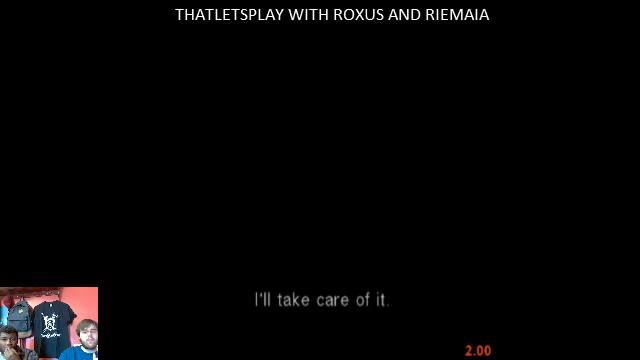 THATLETSPLAY WITH ROXUS AND RIEMAIA
I'll take care of it.
2.00